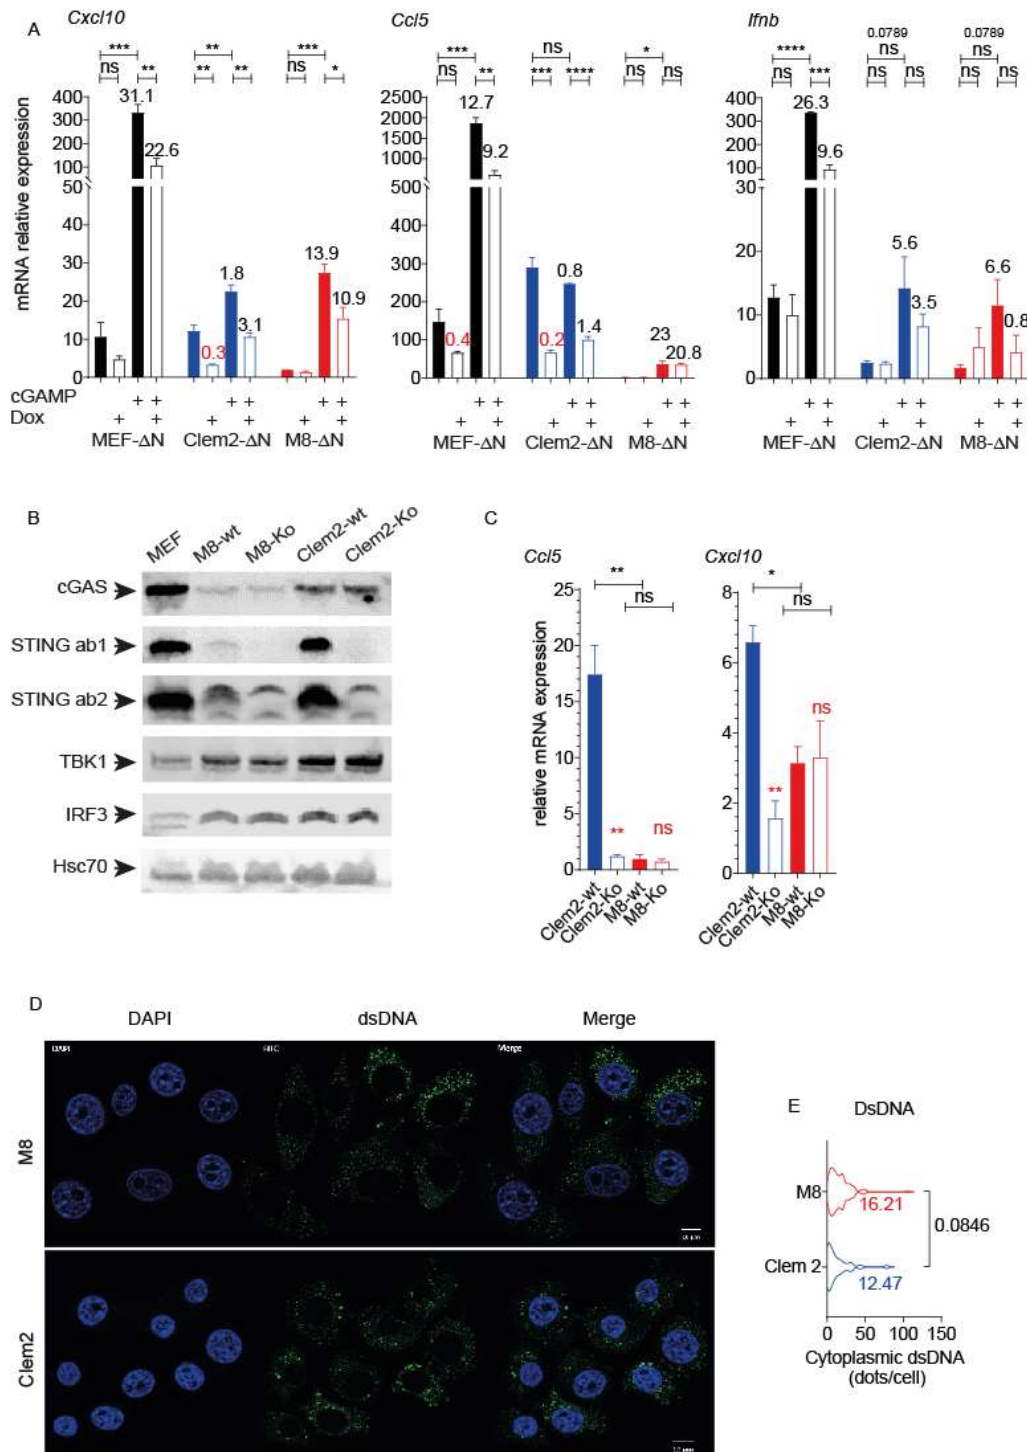 A
Cxcl10
Ccl5
Ifnb
*** ** *** *** ns * **** 0.0789 0.0789
ns ns
ns ** ** ** ns * ns ** *** **** ns ns ns *** ns ns ns ns
mRNA relative expression
400 300 200 100 50 40 30 20 10 0
31.1 22.6 0.3 1.8 3.1 13.9 10.9
2500 2000 1500 1000 500 400 300 200 100 0
0.4 12.7 9.2 0.2 0.8 1.4 23 20.8
400 300 200 100 30 20 10 0
26.3 9.6 5.6 3.5 6.6 0.8
cGAMP + + + + + + + + + + + + + + + + + +
Dox + + + + + + + + + + + + + + + + + +
MEF-ΔN Clem2-ΔN M8-ΔN MEF-ΔN Clem2-ΔN M8-ΔN MEF-ΔN Clem2-ΔN M8-ΔN
B
MEF M8-wt M8-Ko Clem2-wt Clem2-Ko
cGAS
STING ab1
STING ab2
TBK1
IRF3
Hsc70
C
Ccl5
Cxcl10
** ns
* ns
relative mRNA expression
25 20 15 10 5 0
** ns
8 6 4 2 0
** ns
Clem2-wt Clem2-Ko M8-wt M8-Ko
Clem2-wt Clem2-Ko M8-wt M8-Ko
D
DAPI dsDNA Merge
DAPI Merge
M8
Clem2
E
DsDNA
M8
16.21
0.0846
Clem 2
12.47
0 50 100 150
Cytoplasmic dsDNA
(dots/cell)